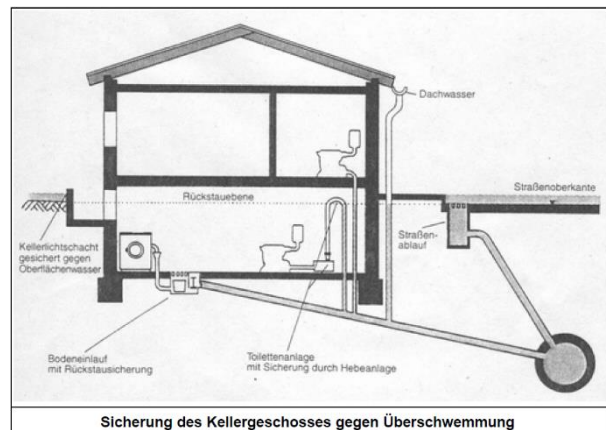 Dachwasser
Rückstauebene
Straßenoberkante
Kellerlichtschacht
gesichert gegen
Oberflächenwasser
Straßen-
ablauf
Bodeneinlauf
mit Rückstausicherung
Toilettenanlage
mit Sicherung durch Hebeanlage
Sicherung des Kellergeschosses gegen Überschwemmung